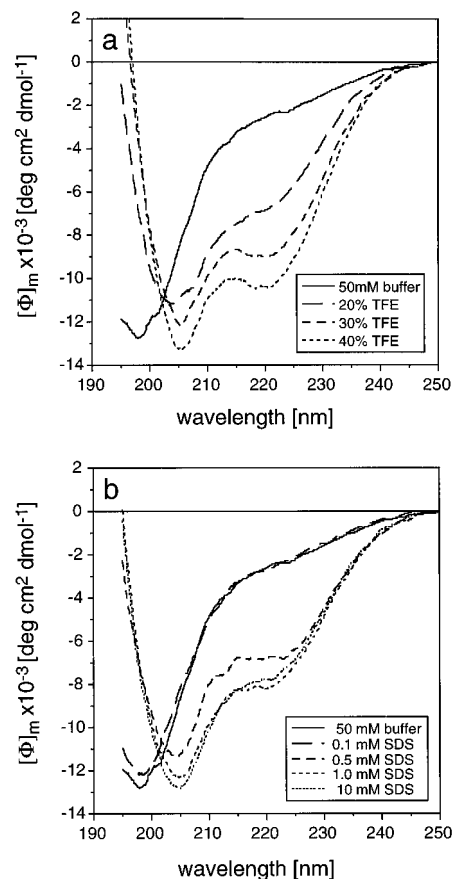 a
2
0
-2
-4
-6
-8
-10
-12
-14
[Φ]m x10-3 [deg cm2 dmol-1]
50mM buffer
20% TFE
30% TFE
40% TFE
190 200 210 220 230 240 250
wavelength [nm]
b
2
0
-2
-4
-6
-8
-10
-12
-14
[Φ]m x10-3 [deg cm2 dmol-1]
50 mM buffer
0.1 mM SDS
0.5 mM SDS
1.0 mM SDS
10 mM SDS
190 200 210 220 230 240 250
wavelength [nm]